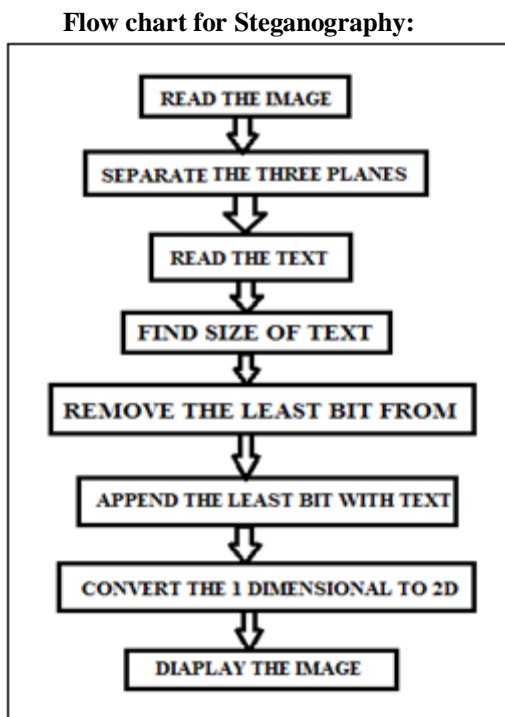 Flow chart for Steganography:
READ THE IMAGE
SEPARATE THE THREE PLANES
READ THE TEXT
FIND SIZE OF TEXT
REMOVE THE LEAST BIT FROM
APPEND THE LEAST BIT WITH TEXT
CONVERT THE 1 DIMENSIONAL TO 2D
DIAPLAY THE IMAGE